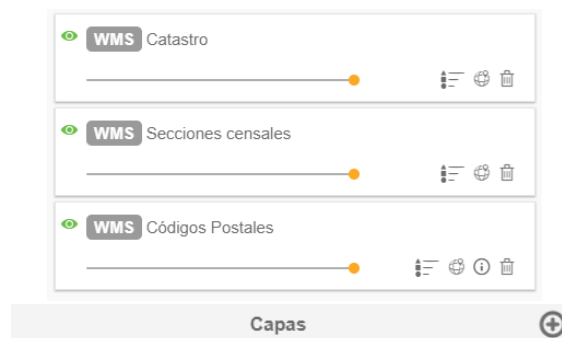 WMS Catastro
WMS Secciones censales
WMS Códigos Postales
Capas